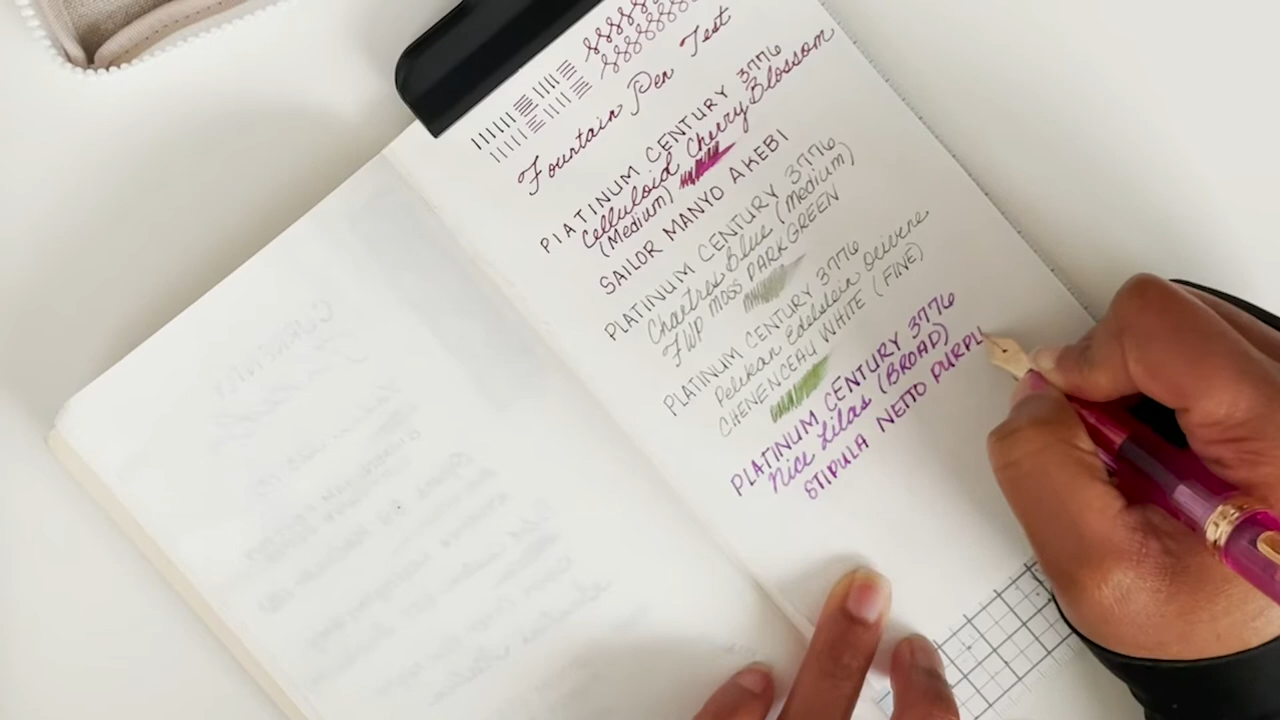 Fountain Pen Test
PLATINUM CENTURY 3776
Celluloid Cherry Blossom
(Medium)
SAILOR MANYO AKEBI
PLATINUM CENTURY 3776
Chartres Blue (medium)
FWP MOSS PARK GREEN
PLATINUM CENTURY 3776
Pelikan Edelstein Olivene
CHENENCEAU WHITE (FINE)
PLATINUM CENTURY 3776
Nice Lilas (BROAD)
STIPULA NETTO PURPL